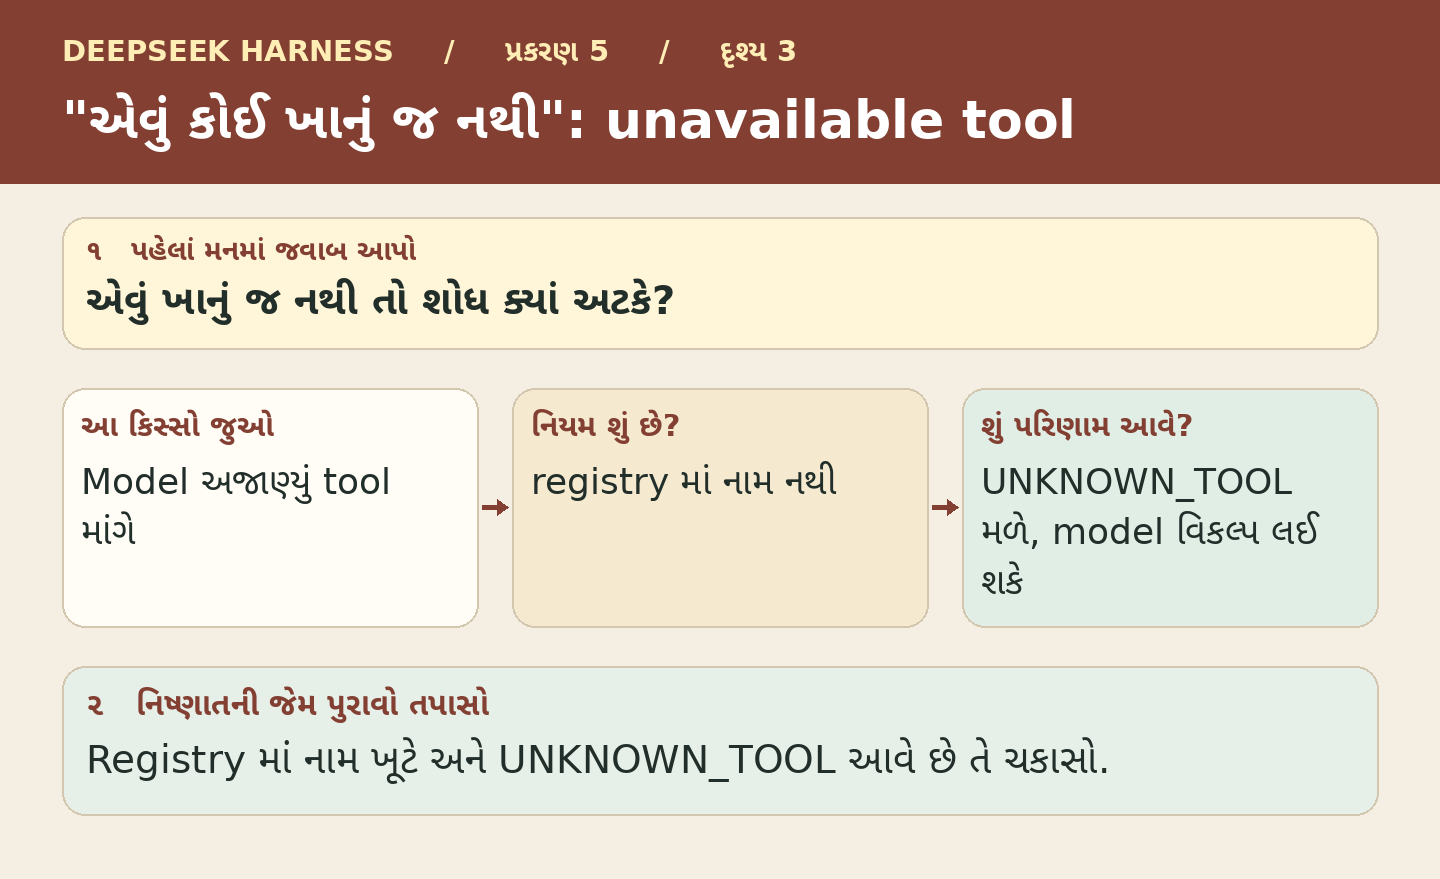 DEEPSEEK HARNESS / પ્રકરણ 5 / દૃશ્ય 3
"એવું કોઈ ખાનું જ નથી": unavailable tool
૧ પહેલાં મનમાં જવાબ આપો
એવું ખાનું જ નથી તો શોધ ક્યાં અટકે?
આ કિસ્સો જુઓ
Model અજાણ્યું tool
માંગે
નિયમ શું છે?
registry માં નામ નથી
શું પરિણામ આવે?
UNKNOWN_TOOL
મળે, model વિકલ્પ લઈ
શકે
૨ નિષ્ણાતની જેમ પુરાવો તપાસો
Registry માં નામ ખૂટે અને UNKNOWN_TOOL આવે છે તે ચકાસો.